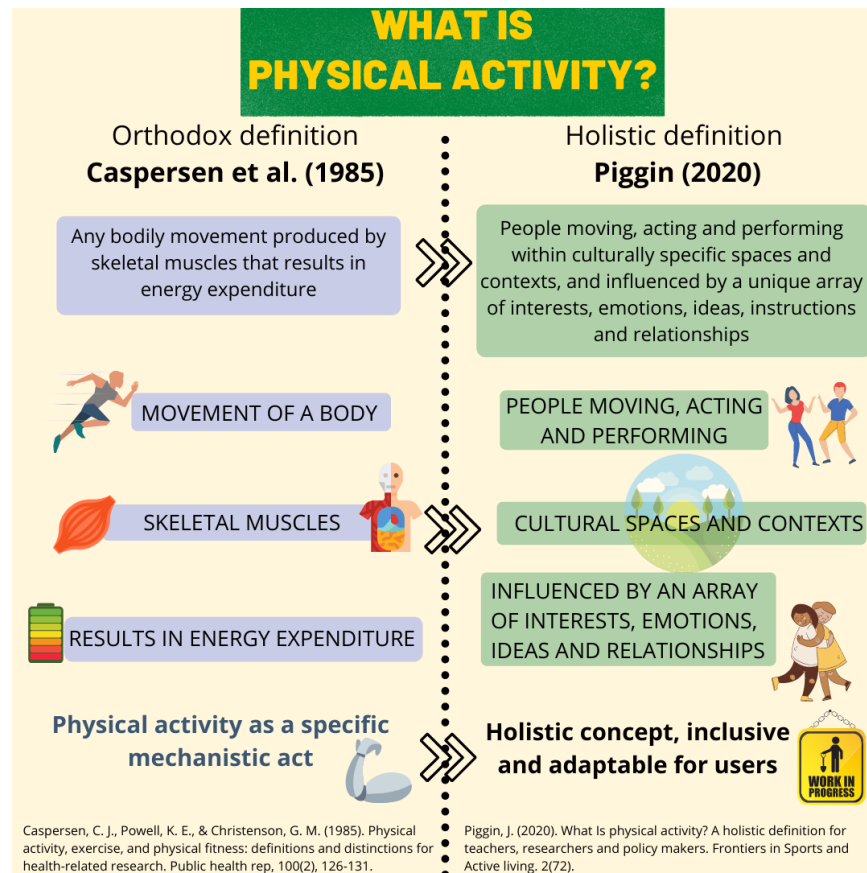 WHAT IS
PHYSICAL ACTIVITY?
Orthodox definition
Caspersen et al. (1985)
Any bodily movement produced by
skeletal muscles that results in
energy expenditure
MOVEMENT OF A BODY
SKELETAL MUSCLES
RESULTS IN ENERGY EXPENDITURE
Physical activity as a specific
mechanistic act
Caspersen, C. J., Powell, K. E., & Christenson, G. M. (1985). Physical
activity, exercise, and physical fitness: definitions and distinctions for
health-related research. Public health rep, 100(2), 126-131.
Holistic definition
Piggin (2020)
People moving, acting and performing
within culturally specific spaces and
contexts, and influenced by a unique array
of interests, emotions, ideas, instructions
and relationships
PEOPLE MOVING, ACTING
AND PERFORMING
CULTURAL SPACES AND CONTEXTS
INFLUENCED BY AN ARRAY
OF INTERESTS, EMOTIONS,
IDEAS AND RELATIONSHIPS
Holistic concept, inclusive
and adaptable for users
WORK IN
PROGRESS
Piggin, J. (2020). What Is physical activity? A holistic definition for
teachers, researchers and policy makers. Frontiers in Sports and
Active living. 2(72).